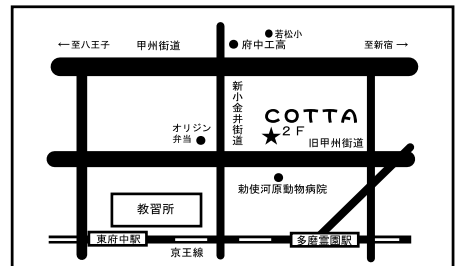 若松小
←至八王子
甲州街道
府中工高
至新宿→
新小金井街道
COTTA
★2F
オリジン
弁当
旧甲州街道
勅使河原動物病院
教習所
東府中駅
多磨霊園駅
京王線